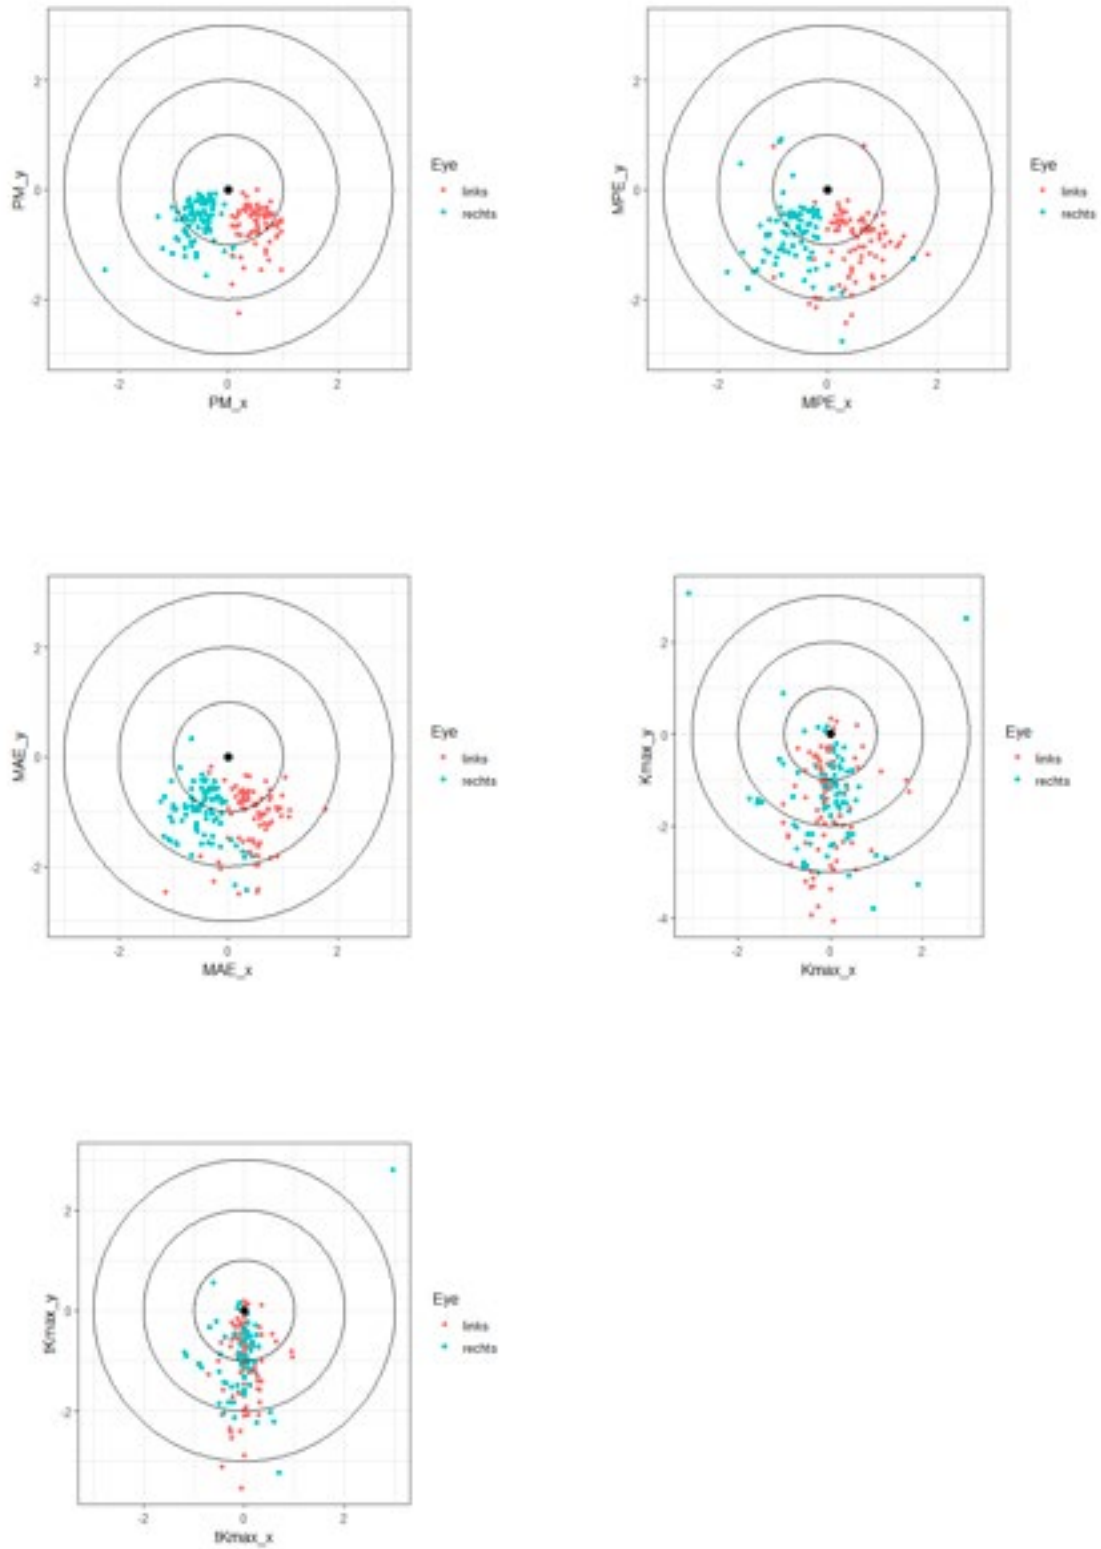 PM_y
2
0
-2
-2
0
2
PM_x
Eye
links
rechts
MPE_y
2
0
-2
-2
0
2
MPE_x
Eye
links
rechts
MAE_y
2
0
-2
-2
0
2
MAE_x
Eye
links
rechts
Kmax_y
2
0
-2
-4
-2
0
2
Kmax_x
Eye
links
rechts
tKmax_y
2
0
-2
-2
0
2
tKmax_x
Eye
links
rechts